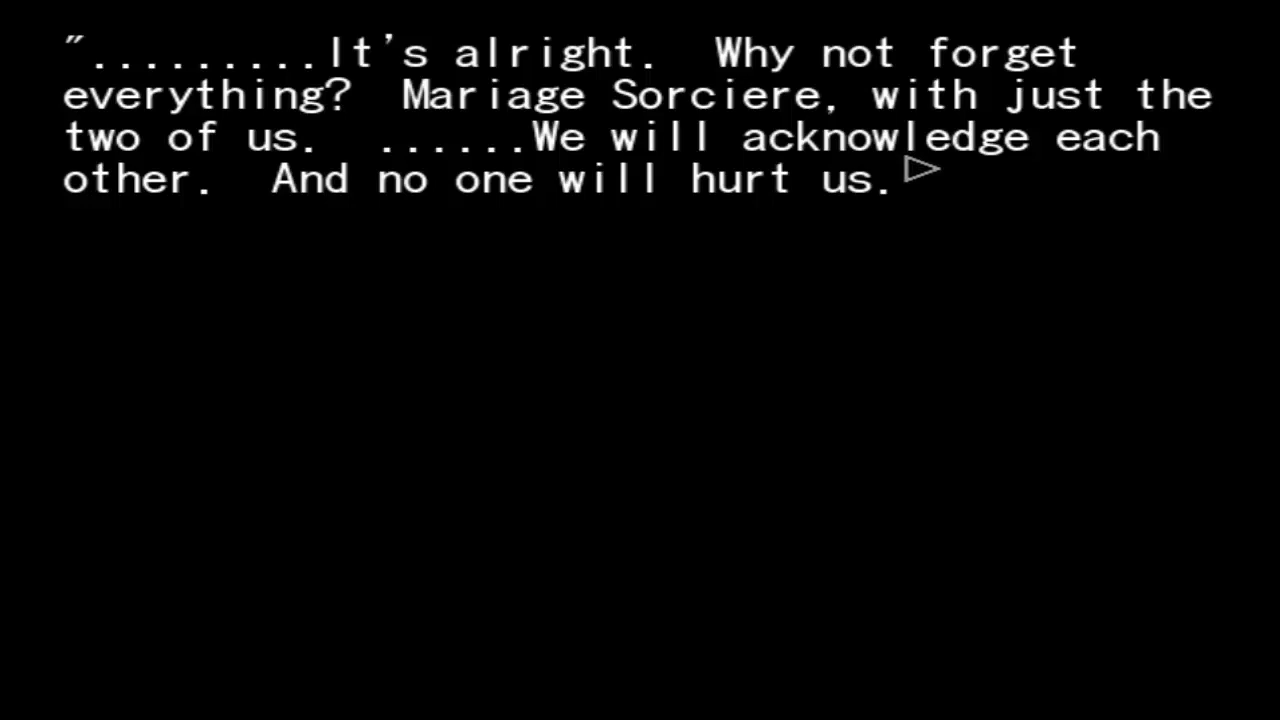 ".........It's alright.  Why not forget
everything?  Mariage Sorciere, with just the
two of us.  ......We will acknowledge each
other.  And no one will hurt us.